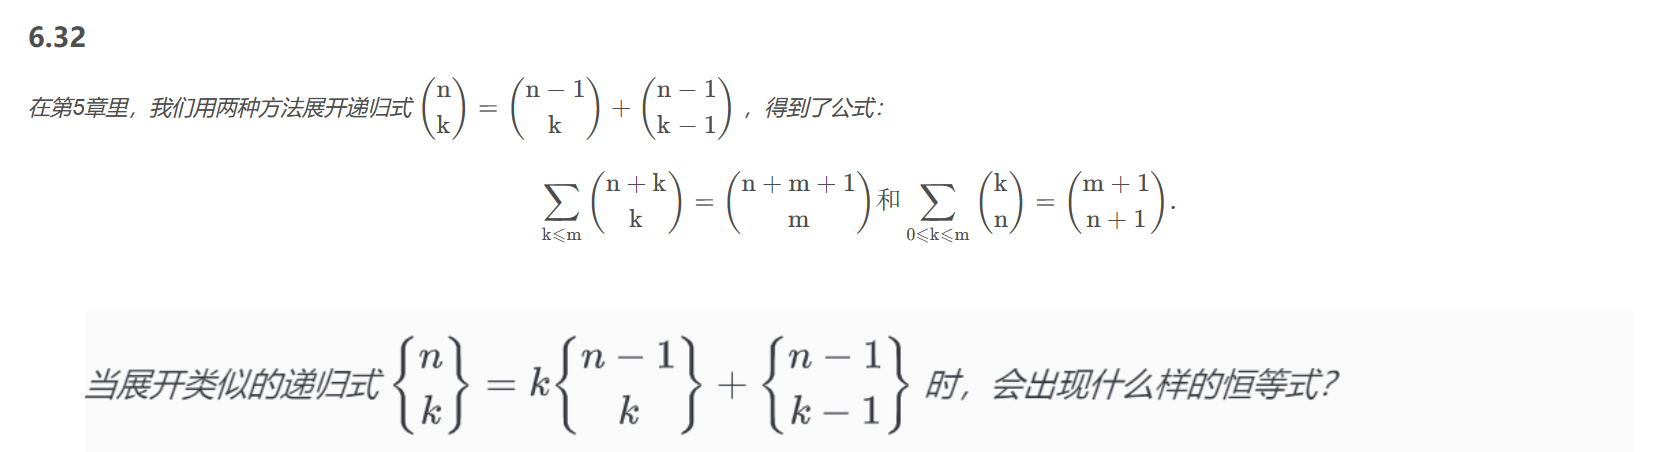 6.32
在第5章里，我们用两种方法展开递归式 $\binom{n}{k} = \binom{n-1}{k} + \binom{n-1}{k-1}$ ，得到了公式：
$\sum_{k \leqslant m} \binom{n+k}{k} = \binom{n+m+1}{m}$ 和 $\sum_{0 \leqslant k \leqslant m} \binom{k}{n} = \binom{m+1}{n+1}.$
当展开类似的递归式 $\left\{{n \atop k}\right\} = k\left\{{n-1 \atop k}\right\} + \left\{{n-1 \atop k-1}\right\}$ 时，会出现什么样的恒等式？